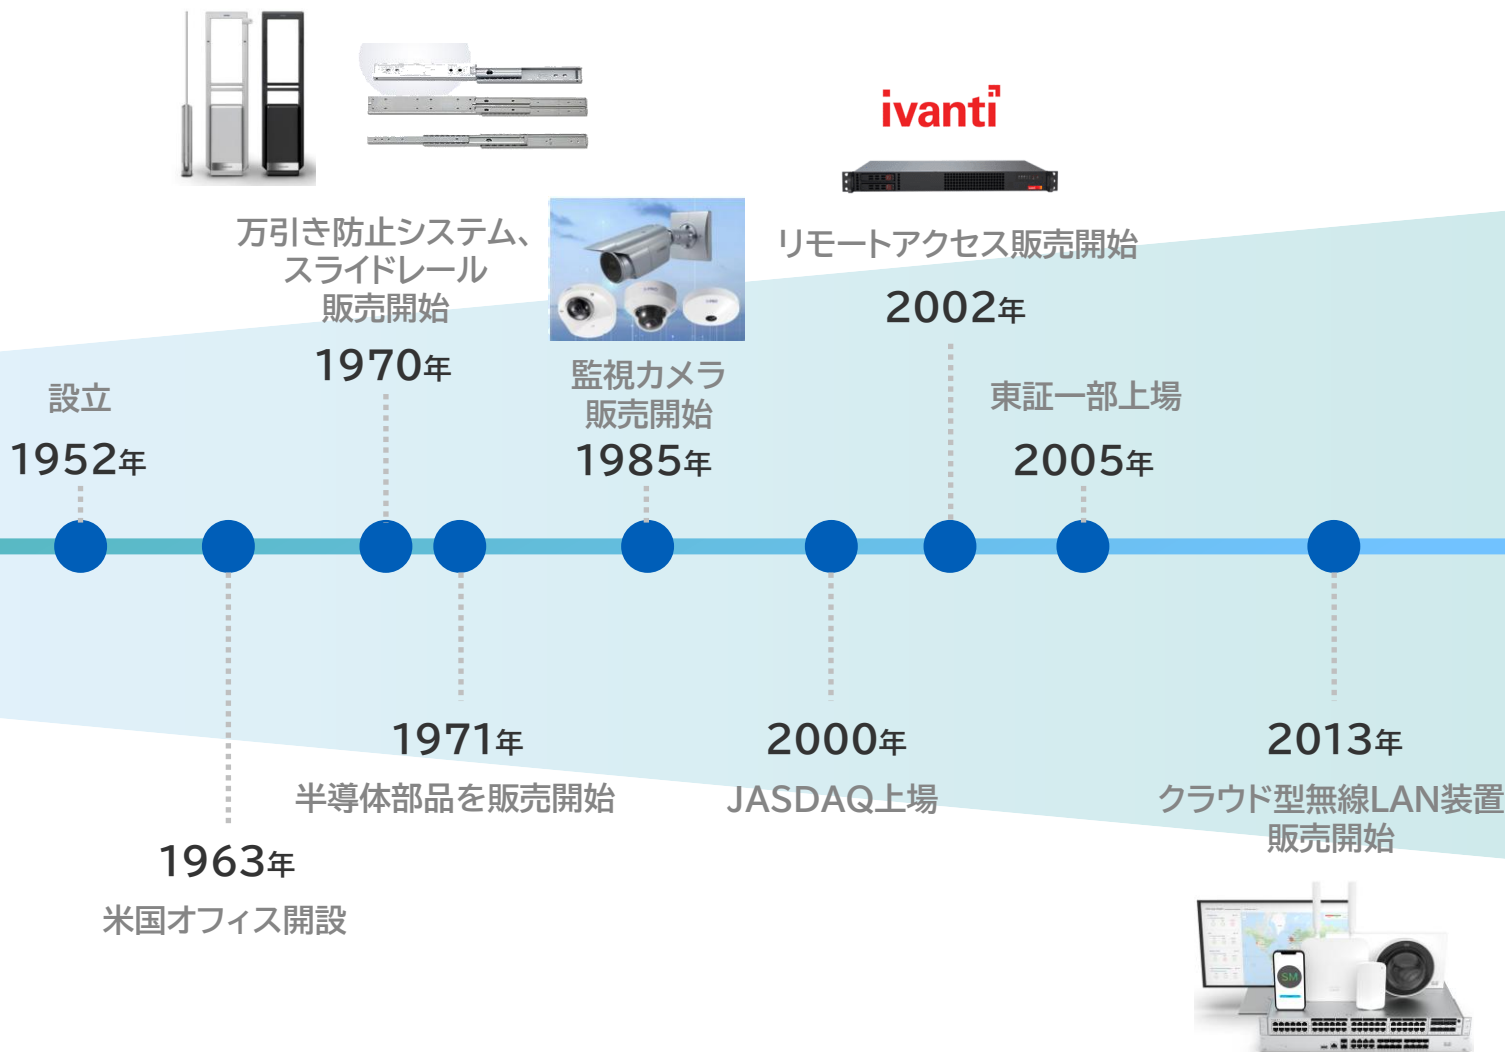 ivanti
万引き防止システム、
スライドレール
販売開始
1970年
リモートアクセス販売開始
2002年
設立
1952年
監視カメラ
販売開始
1985年
東証一部上場
2005年
1971年
半導体部品を販売開始
2000年
JASDAQ上場
2013年
クラウド型無線LAN装置
販売開始
1963年
米国オフィス開設
SM